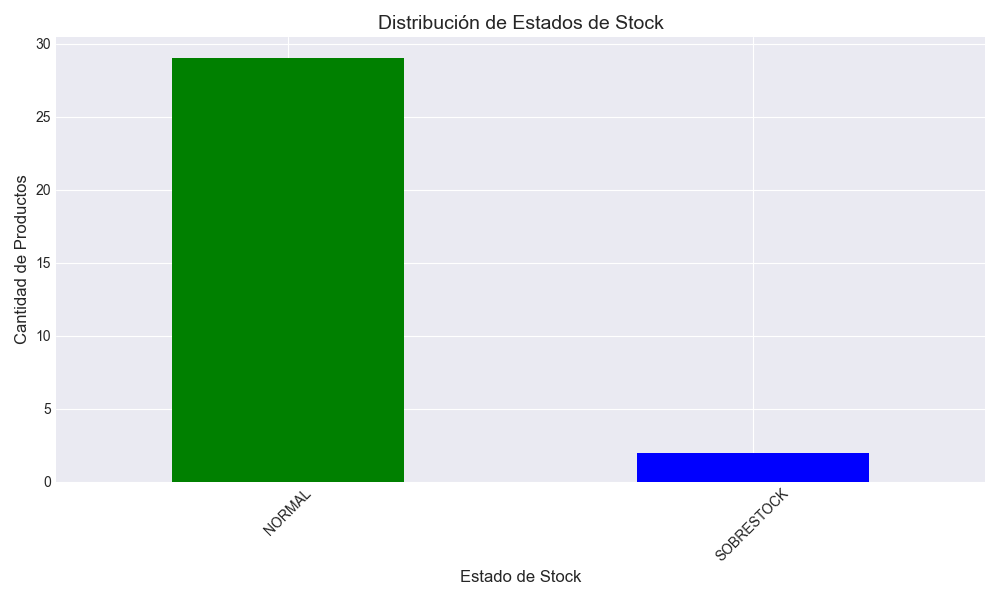 Distribución de Estados de Stock
30
25
20
15
10
5
0
Cantidad de Productos
NORMAL
SOBRESTOCK
Estado de Stock